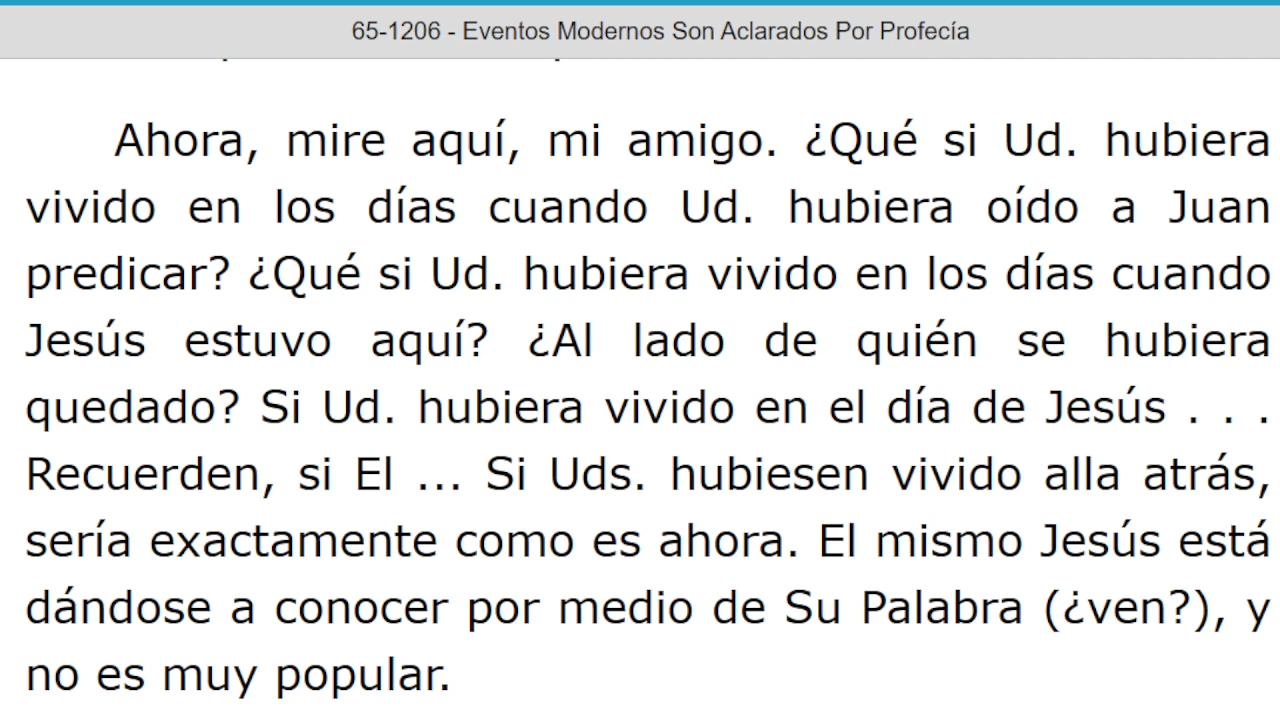 65-1206 - Eventos Modernos Son Aclarados Por Profecía
Ahora, mire aquí, mi amigo. ¿Qué si Ud. hubiera
vivido en los días cuando Ud. hubiera oído a Juan
predicar? ¿Qué si Ud. hubiera vivido en los días cuando
Jesús estuvo aquí? ¿Al lado de quién se hubiera
quedado? Si Ud. hubiera vivido en el día de Jesús . . .
Recuerden, si El ... Si Uds. hubiesen vivido alla atrás,
sería exactamente como es ahora. El mismo Jesús está
dándose a conocer por medio de Su Palabra (¿ven?), y
no es muy popular.